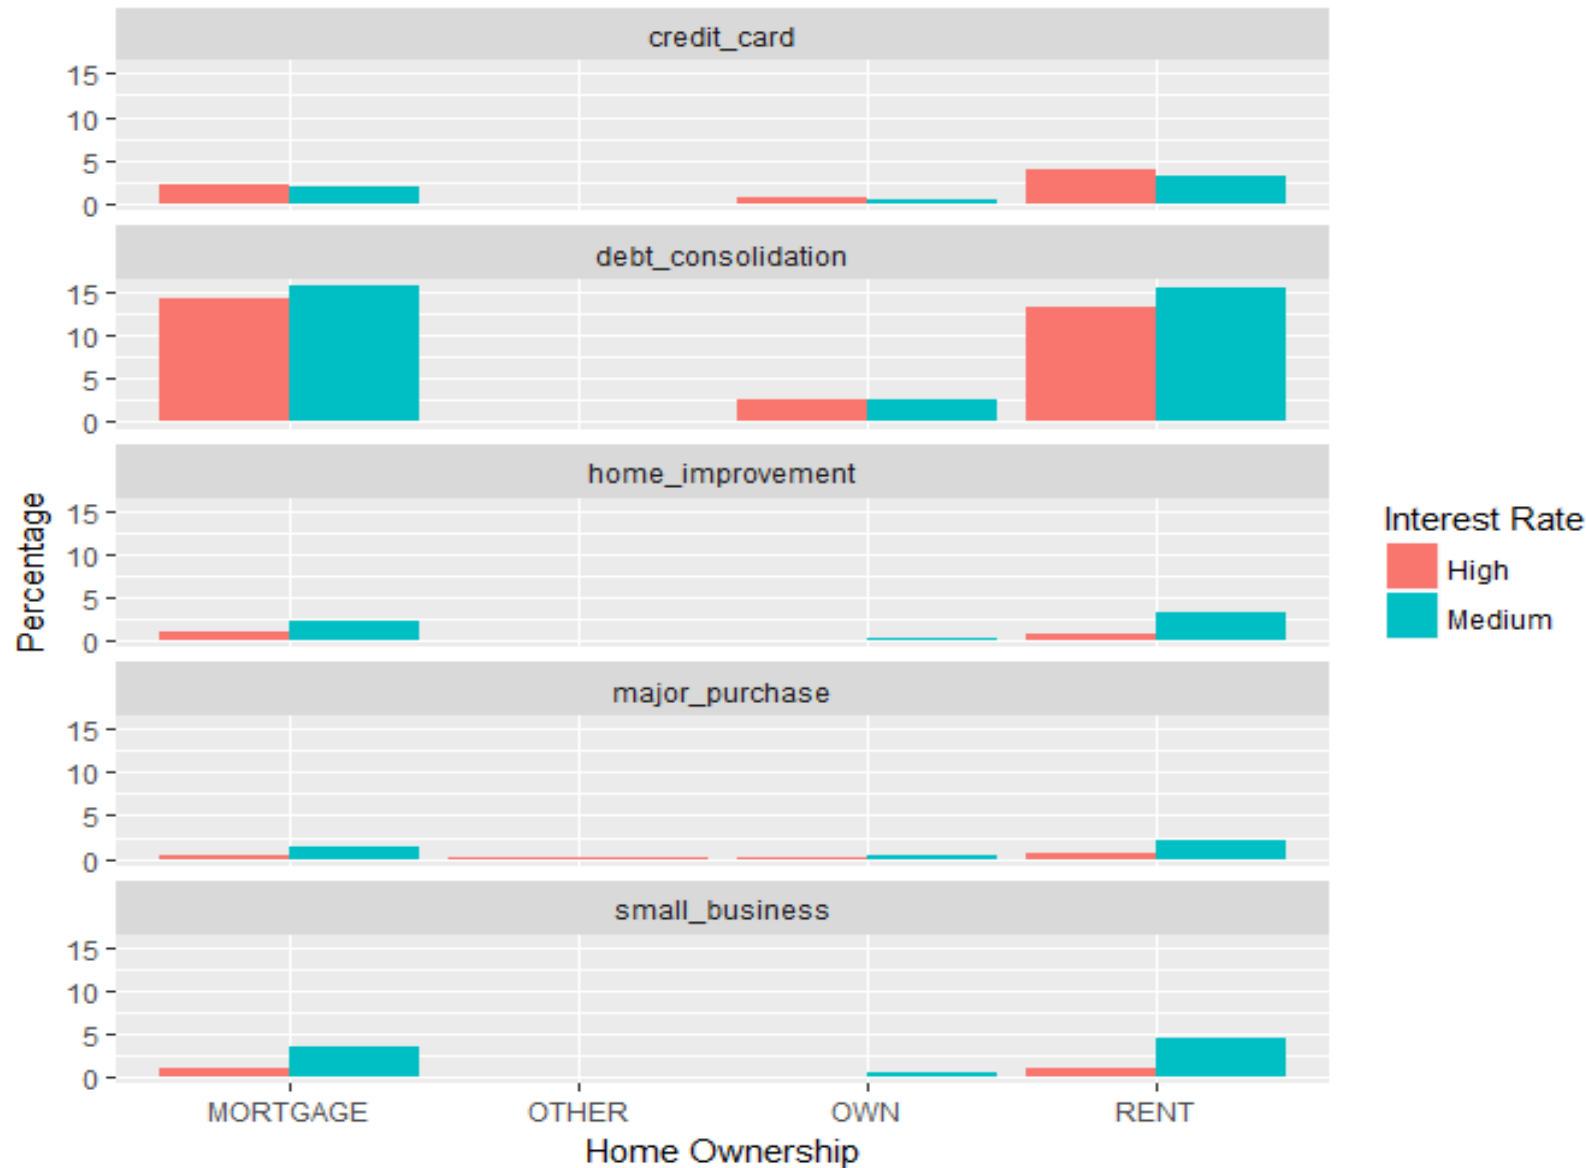 credit_card
15
10
5
0
debt_consolidation
15
10
5
0
home_improvement
15
10
5
0
major_purchase
15
10
5
0
small_business
15
10
5
0
MORTGAGE OTHER OWN RENT
Home Ownership
Percentage
Interest Rate
High
Medium